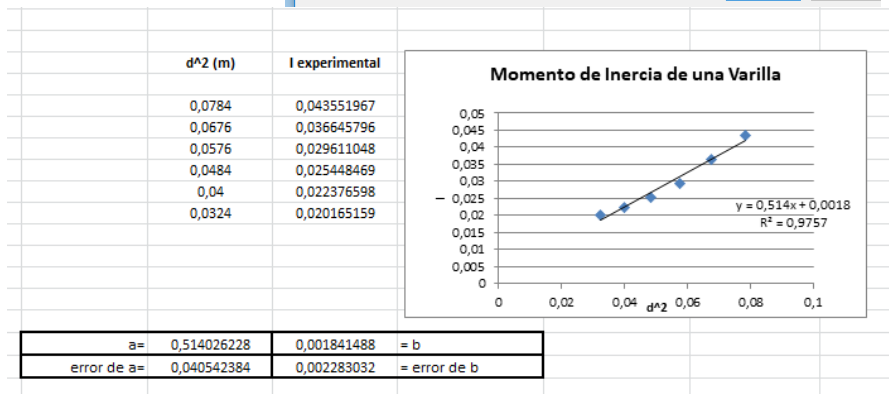 d^2 (m) I experimental
0,0784 0,043551967
0,0676 0,036645796
0,0576 0,029611048
0,0484 0,025448469
0,04 0,022376598
0,0324 0,020165159
Momento de Inercia de una Varilla
0,05
0,045
0,04
0,035
0,03
0,025
0,02
0,015
0,01
0,005
0
I
y = 0,514x + 0,0018
R² = 0,9757
0 0,02 0,04 0,06 0,08 0,1
d^2
a= 0,514026228 0,001841488 = b
error de a= 0,040542384 0,002283032 = error de b